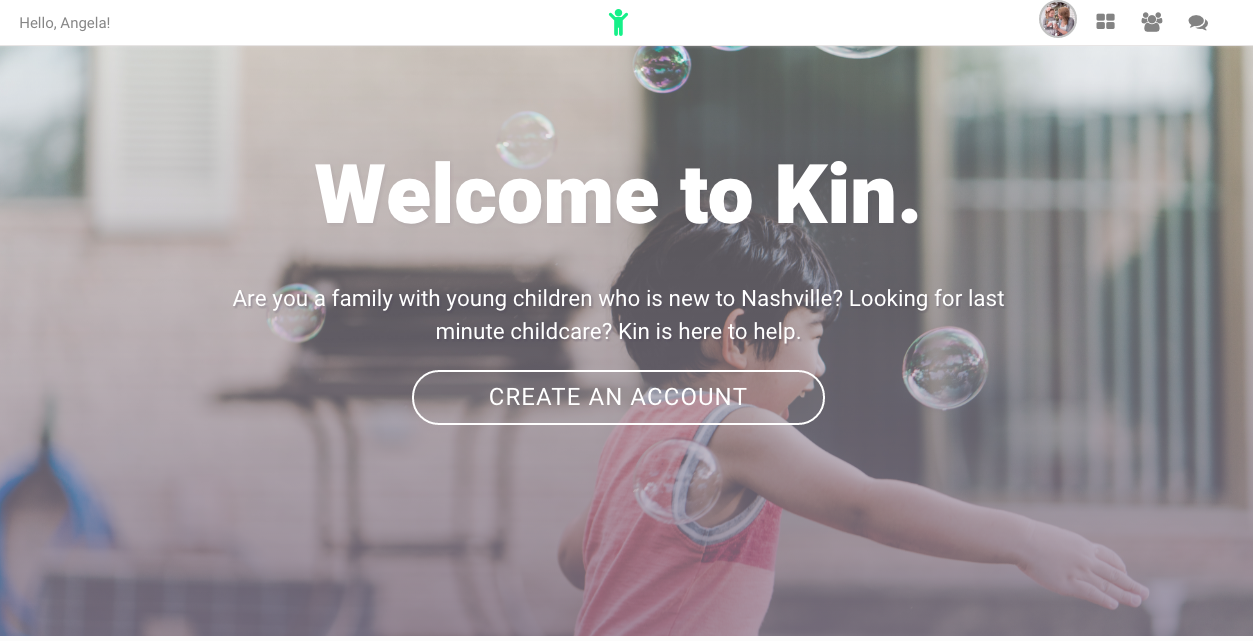 Hello, Angela!
Welcome to Kin.
Are you a family with young children who is new to Nashville? Looking for last
minute childcare? Kin is here to help.
CREATE AN ACCOUNT